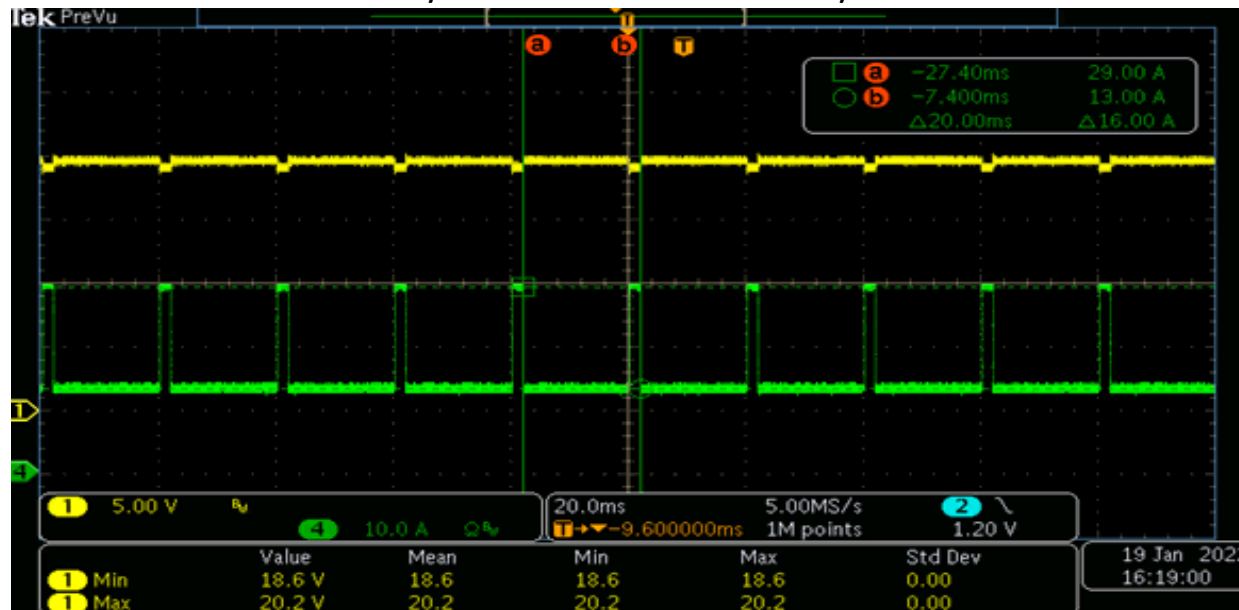 Tek PreVu
T
a b T
a -27.40ms 29.00 A
b -7.400ms 13.00 A
△20.00ms △16.00 A
1
4
1 5.00 V Bw
4 10.0 A ΩBw
20.0ms 5.00MS/s 2 \
T→▼-9.600000ms 1M points 1.20 V
Value Mean Min Max Std Dev
1 Min 18.6 V 18.6 18.6 18.6 0.00
1 Max 20.2 V 20.2 20.2 20.2 0.00
19 Jan 202
16:19:00